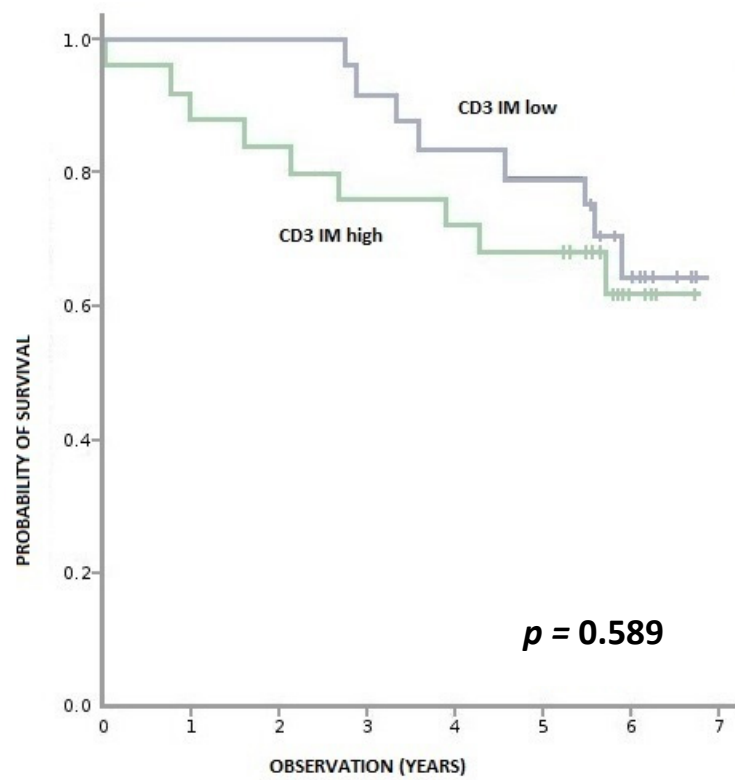 1.0
CD3 IM low
0.8
CD3 IM high
0.6
PROBABILITY OF SURVIVAL
0.4
0.2
p = 0.589
0.0
0 1 2 3 4 5 6 7
OBSERVATION (YEARS)